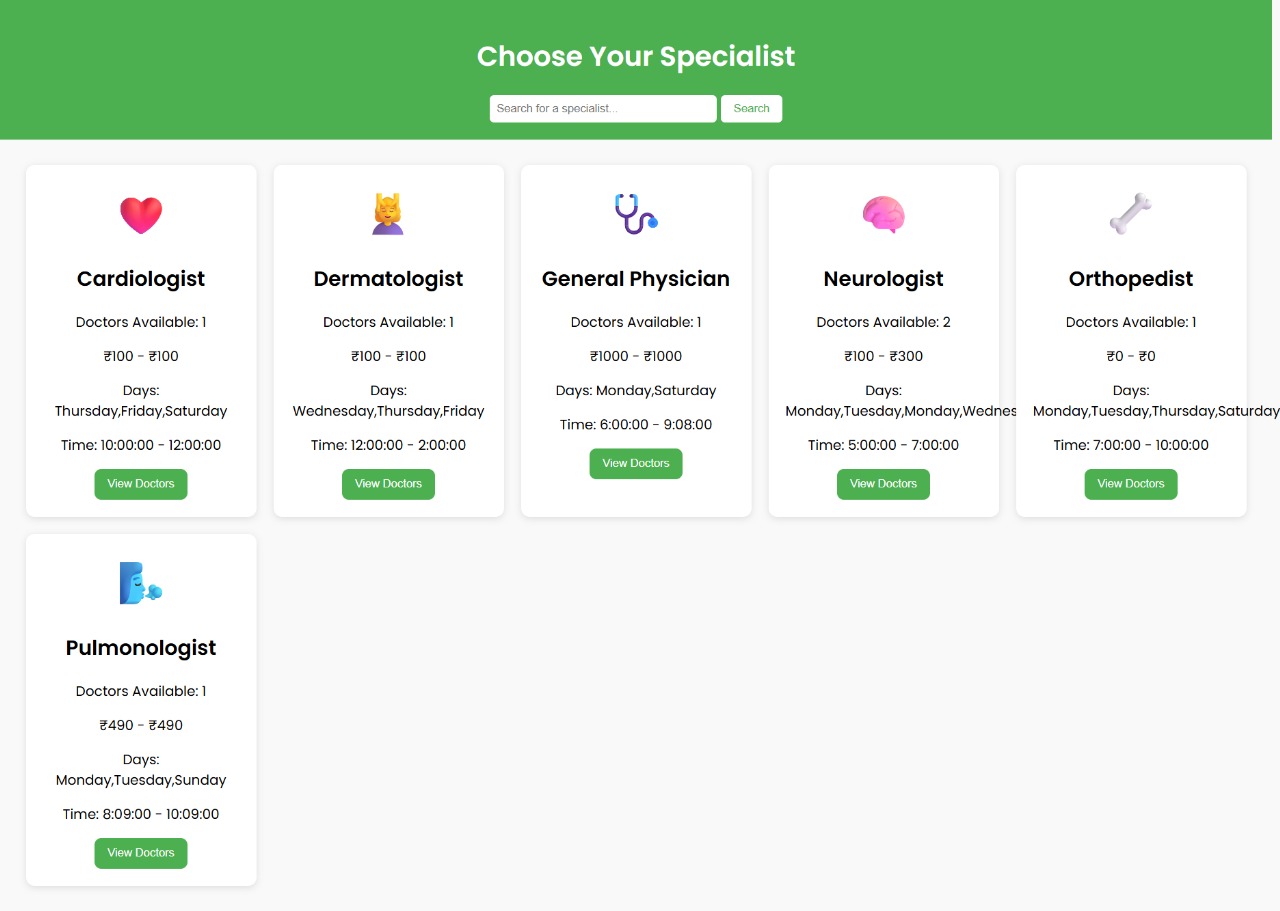 Choose Your Specialist
Search for a specialist...
Search
Cardiologist
Doctors Available: 1
₹100 - ₹100
Days:
Thursday,Friday,Saturday
Time: 10:00:00 - 12:00:00
View Doctors
Dermatologist
Doctors Available: 1
₹100 - ₹100
Days:
Wednesday,Thursday,Friday
Time: 12:00:00 - 2:00:00
View Doctors
General Physician
Doctors Available: 1
₹1000 - ₹1000
Days: Monday,Saturday
Time: 6:00:00 - 9:08:00
View Doctors
Neurologist
Doctors Available: 2
₹100 - ₹300
Days:
Monday,Tuesday,Monday,Wednes
Time: 5:00:00 - 7:00:00
View Doctors
Orthopedist
Doctors Available: 1
₹0 - ₹0
Days:
Monday,Tuesday,Thursday,Saturday
Time: 7:00:00 - 10:00:00
View Doctors
Pulmonologist
Doctors Available: 1
₹490 - ₹490
Days:
Monday,Tuesday,Sunday
Time: 8:09:00 - 10:09:00
View Doctors